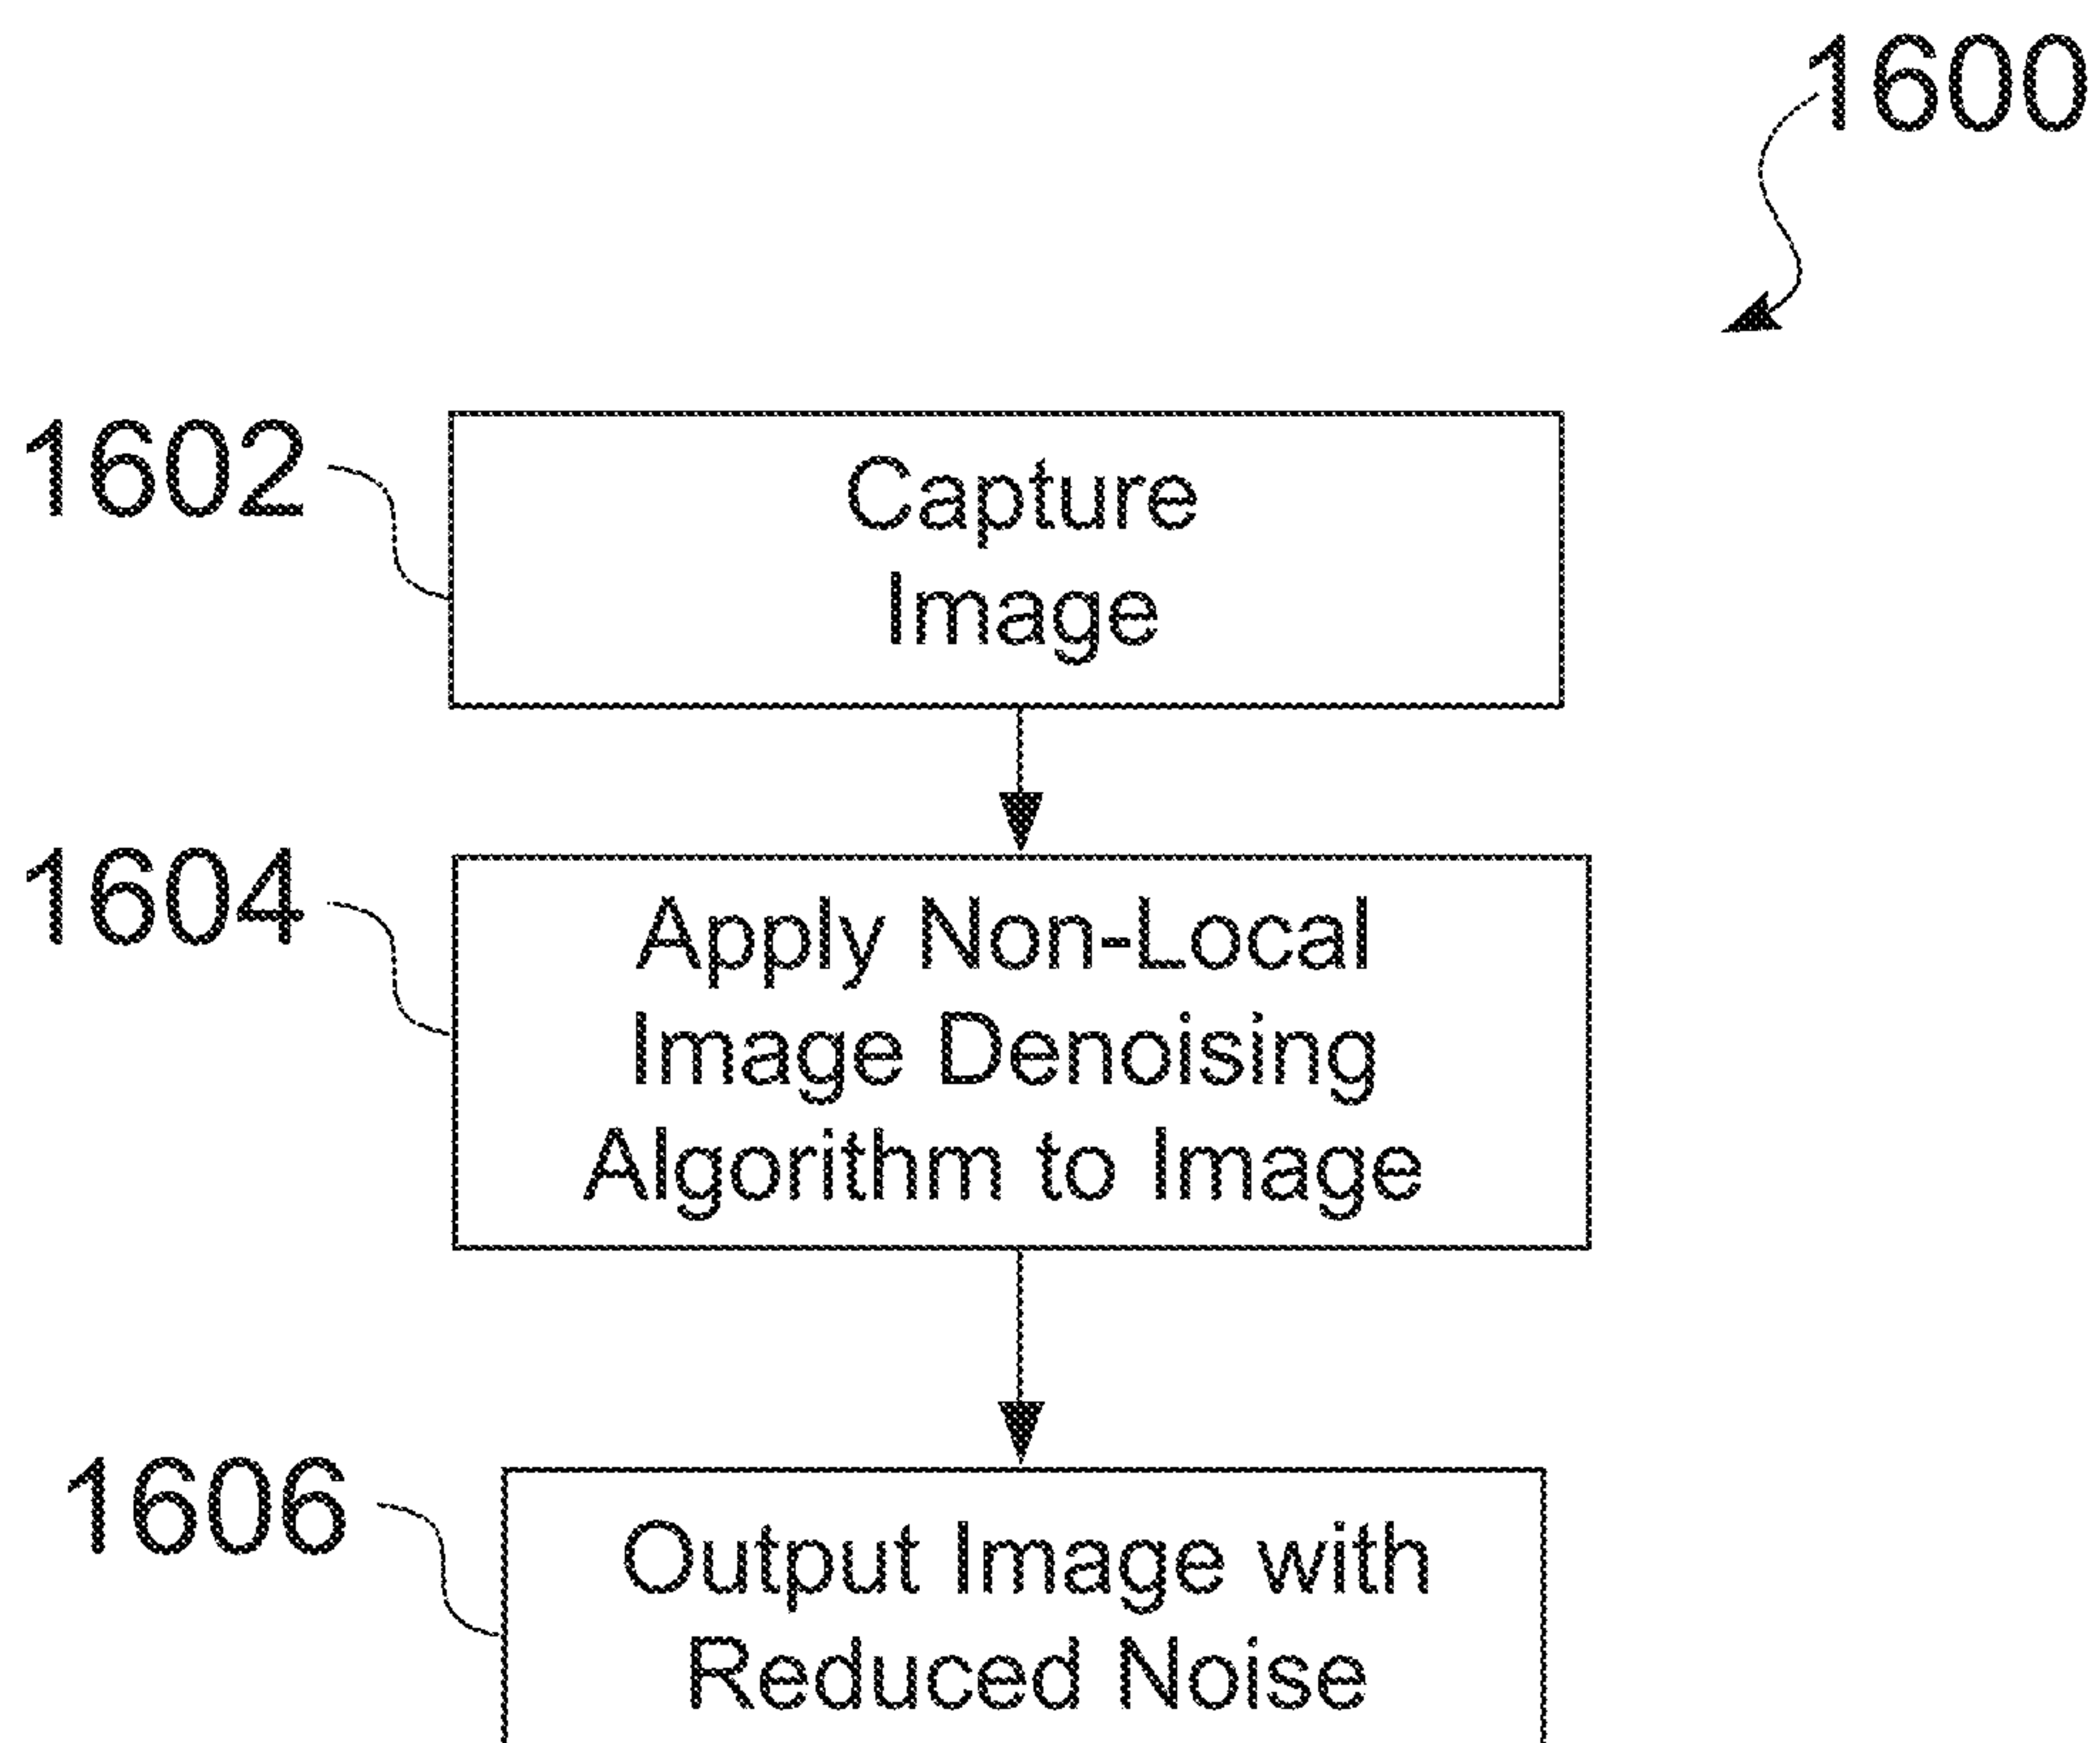 1600
1602
Capture
Image
1604
Apply Non-Local
Image Denoising
Algorithm to Image
1606
Output Image with
Reduced Noise